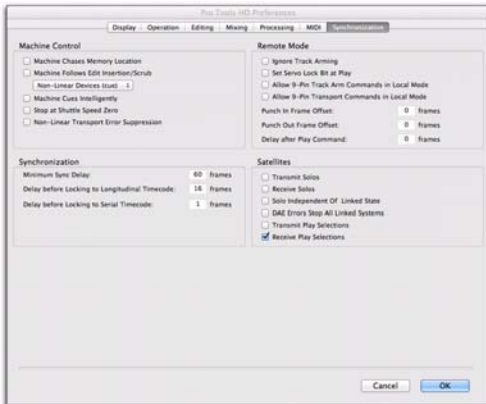 Pro Tools HD Preferences
Display Operation Editing Mixing Processing MIDI Synchronization
Machine Control
Machine Chases Memory Location
Machine Follows Edit Insertion/Scrub
Non-Linear Devices (cue)
Machine Cues Intelligently
Stop at Shuttle Speed Zero
Non-Linear Transport Error Suppression
Remote Mode
Ignore Track Arming
Set Servo Lock Bit at Play
Allow 9-Pin Track Arm Commands in Local Mode
Allow 9-Pin Transport Commands in Local Mode
Punch In Frame Offset: 0 frames
Punch Out Frame Offset: 0 frames
Delay after Play Command: 0 frames
Synchronization
Minimum Sync Delay: 60 frames
Delay before Locking to Longitudinal Timecode: 16 frames
Delay before Locking to Serial Timecode: 1 frames
Satellites
Transmit Solos
Receive Solos
Solo Independent Of Linked State
DAE Errors Stop All Linked Systems
Transmit Play Selections
Receive Play Selections
Cancel OK